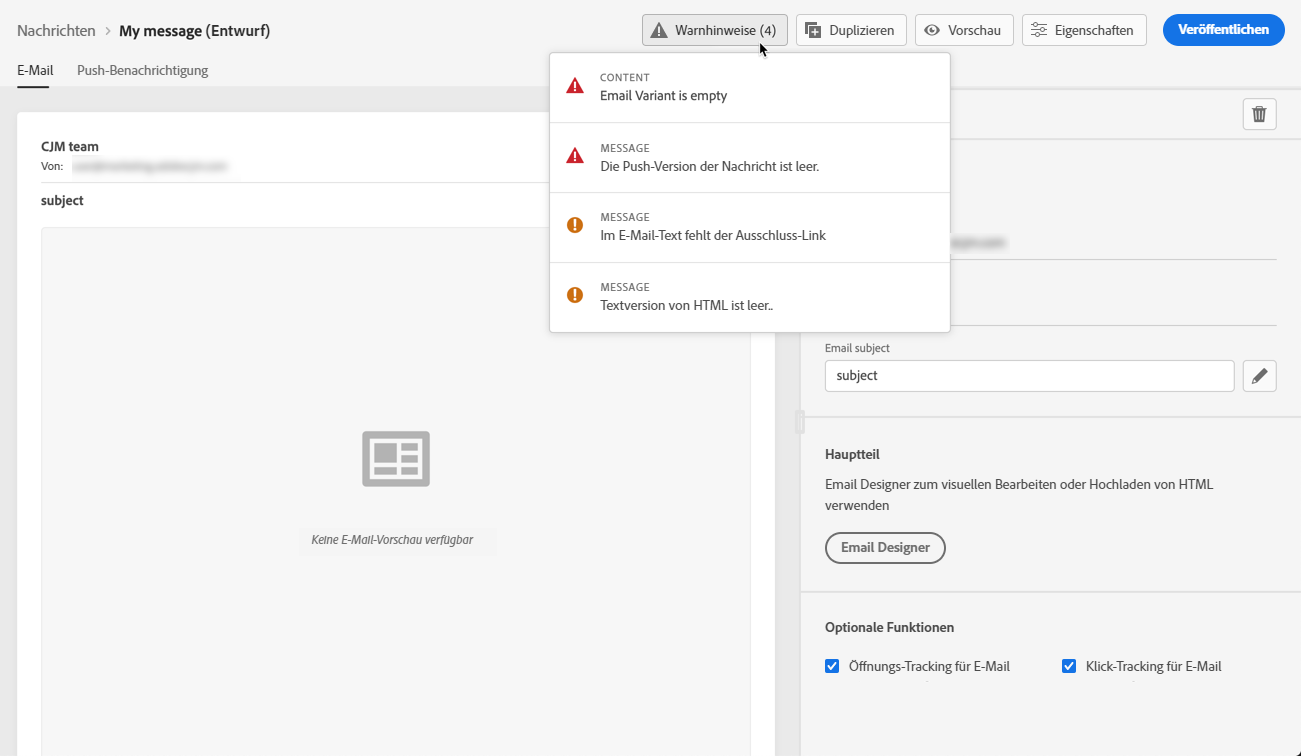 Nachrichten > My message (Entwurf)
Warnhinweise (4)
Duplizieren
Vorschau
Eigenschaften
Veröffentlichen
E-Mail
Push-Benachrichtigung
CONTENT
Email Variant is empty
MESSAGE
Die Push-Version der Nachricht ist leer.
MESSAGE
Im E-Mail-Text fehlt der Ausschluss-Link
MESSAGE
Textversion von HTML ist leer..
CJM team
Von:
subject
Keine E-Mail-Vorschau verfügbar
Email subject
subject
Hauptteil
Email Designer zum visuellen Bearbeiten oder Hochladen von HTML
verwenden
Email Designer
Optionale Funktionen
Öffnungs-Tracking für E-Mail
Klick-Tracking für E-Mail